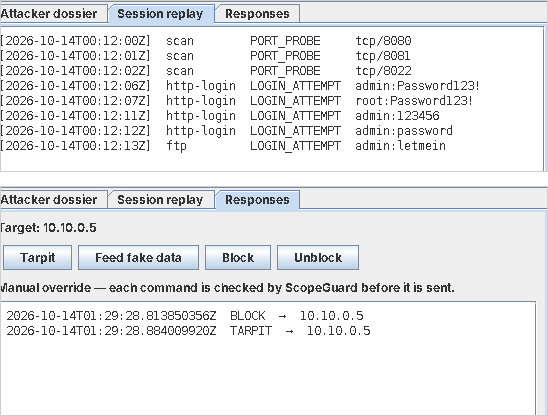 Attacker dossier Session replay Responses
[2026-10-14T00:12:00Z] scan PORT_PROBE tcp/8080
[2026-10-14T00:12:01Z] scan PORT_PROBE tcp/8081
[2026-10-14T00:12:02Z] scan PORT_PROBE tcp/8022
[2026-10-14T00:12:06Z] http-login LOGIN_ATTEMPT admin:Password123!
[2026-10-14T00:12:07Z] http-login LOGIN_ATTEMPT root:Password123!
[2026-10-14T00:12:11Z] http-login LOGIN_ATTEMPT admin:123456
[2026-10-14T00:12:12Z] http-login LOGIN_ATTEMPT admin:password
[2026-10-14T00:12:13Z] ftp LOGIN_ATTEMPT admin:letmein
Attacker dossier Session replay Responses
Target: 10.10.0.5
Tarpit Feed fake data Block Unblock
Manual override — each command is checked by ScopeGuard before it is sent.
2026-10-14T01:29:28.813850356Z BLOCK → 10.10.0.5
2026-10-14T01:29:28.884009920Z TARPIT → 10.10.0.5